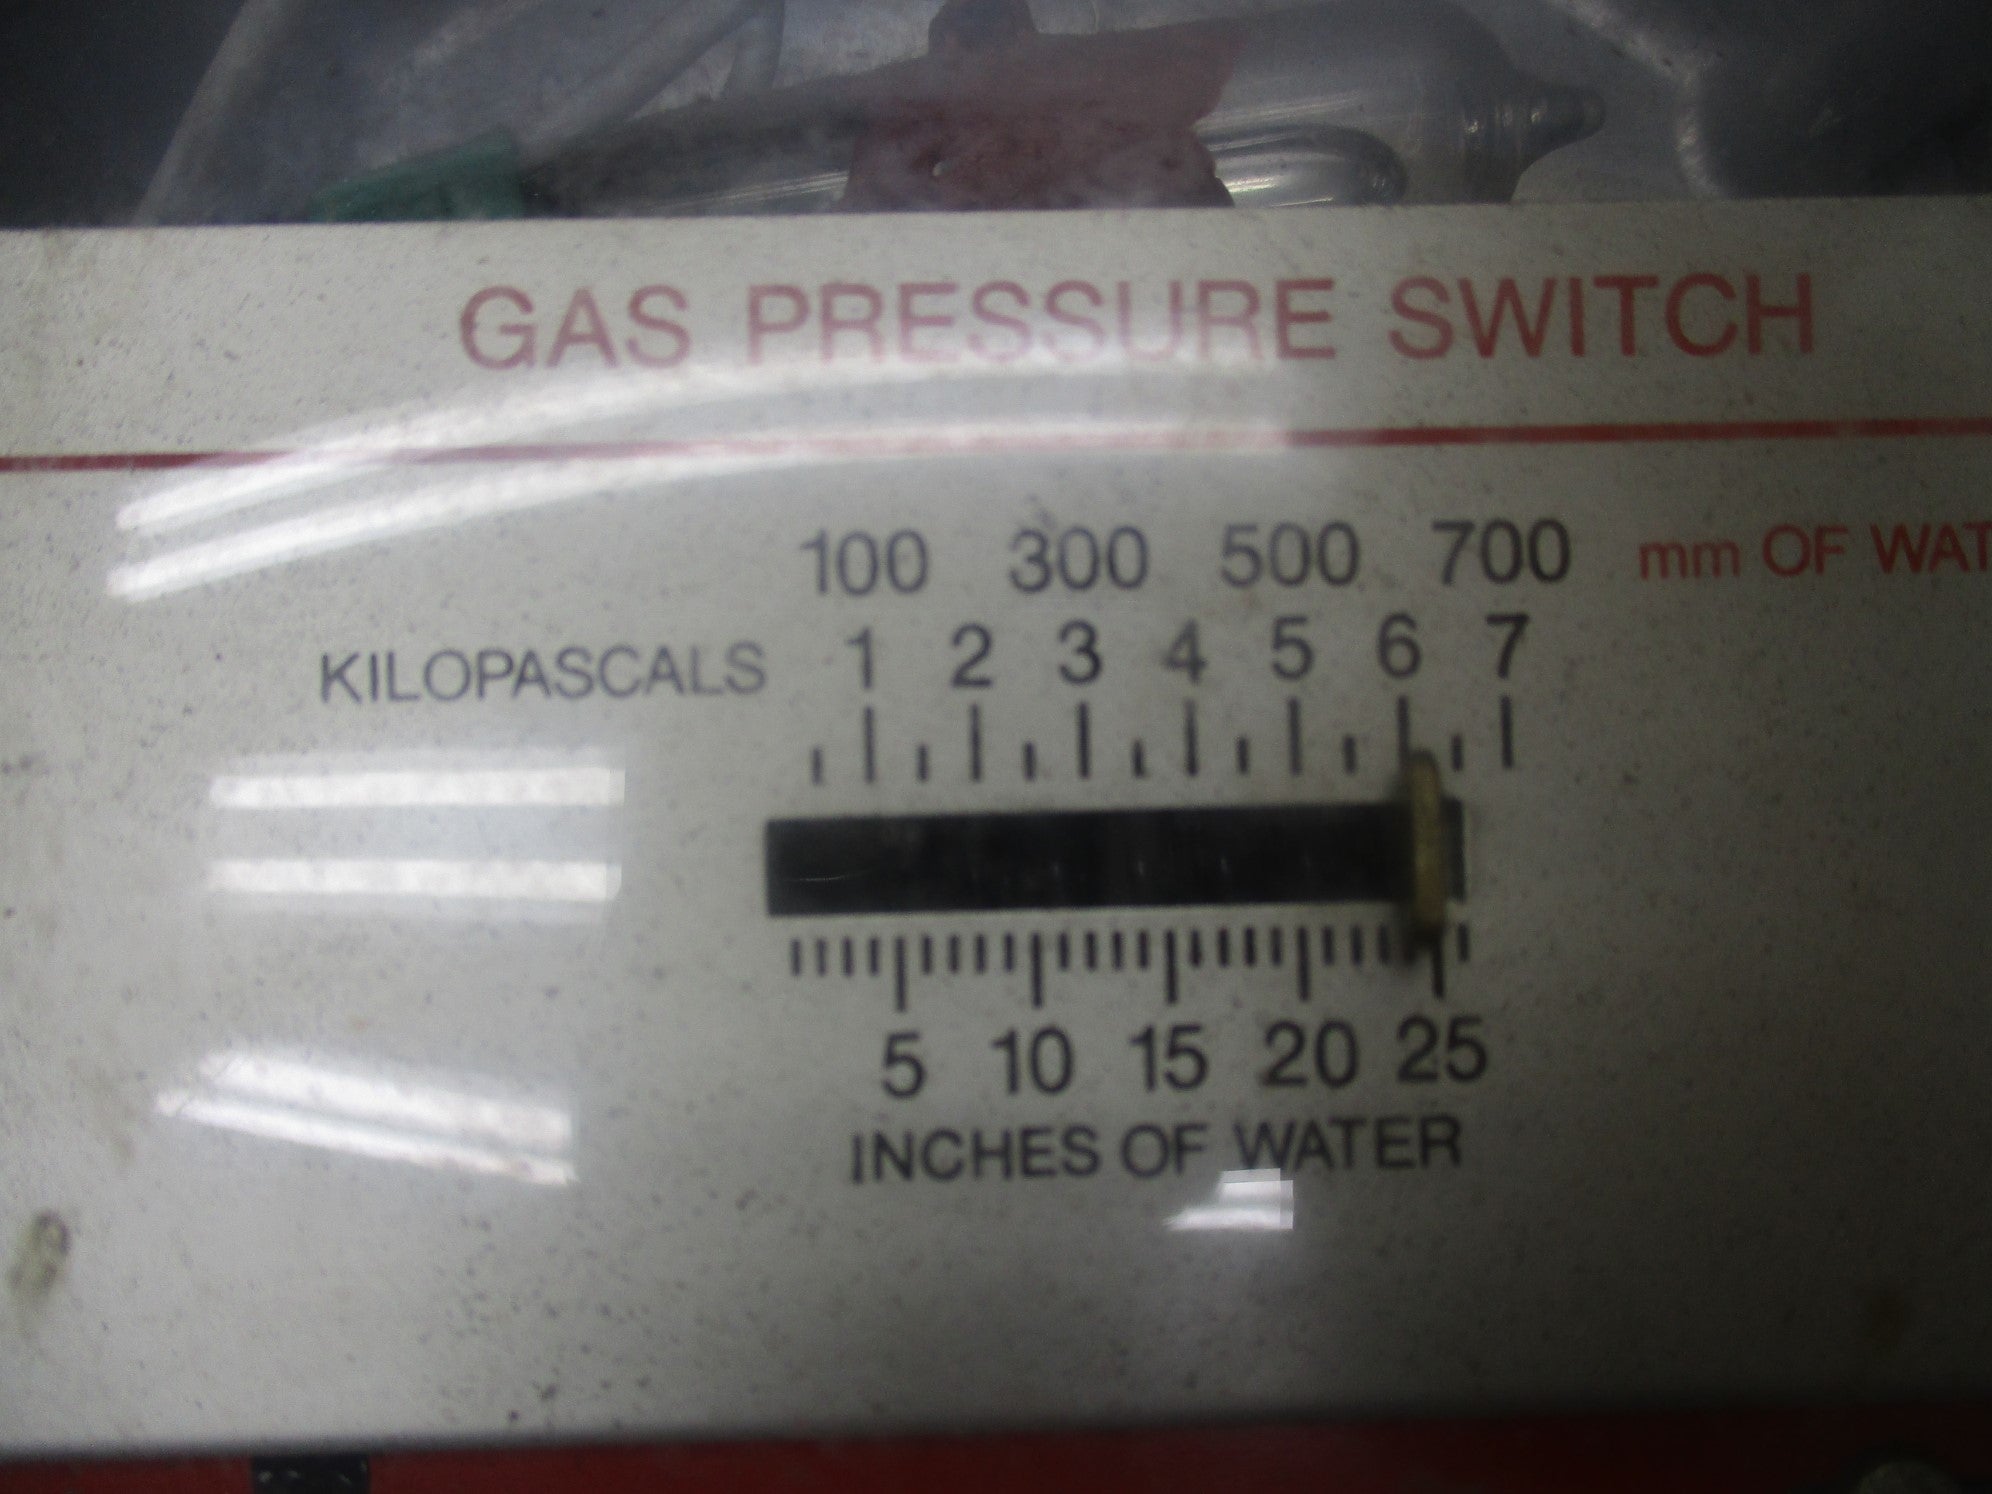 GAS PRESSURE SWITCH
100 300 500 700 mm OF WAT
KILOPASCALS 1 2 3 4 5 6 7
5 10 15 20 25
INCHES OF WATER